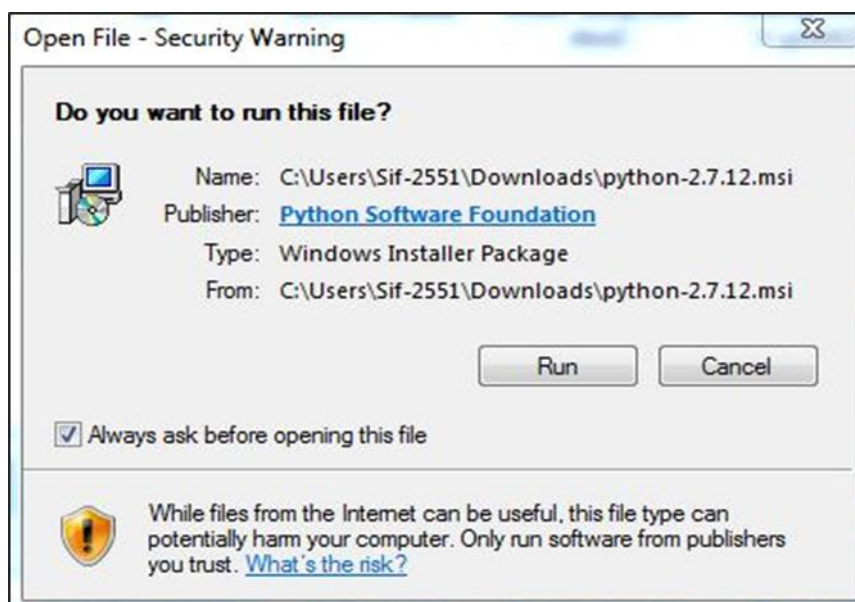 Open File - Security Warning
Do you want to run this file?
Name: C:\Users\Sif-2551\Downloads\python-2.7.12.msi
Publisher: Python Software Foundation
Type: Windows Installer Package
From: C:\Users\Sif-2551\Downloads\python-2.7.12.msi
Run Cancel
Always ask before opening this file
While files from the Internet can be useful, this file type can
potentially harm your computer. Only run software from publishers
you trust. What's the risk?